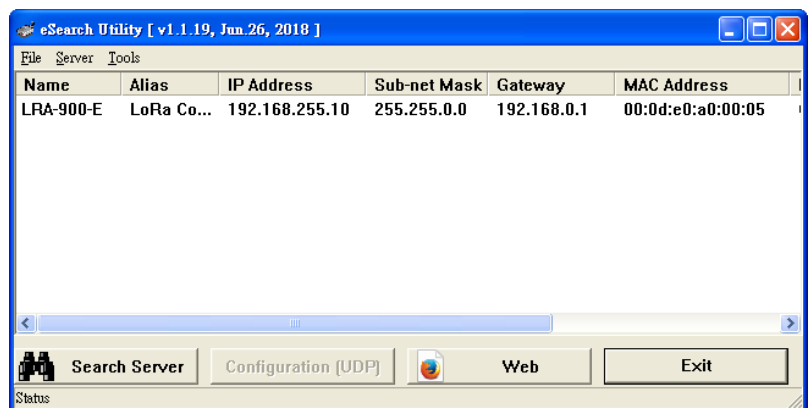 eSearch Utility [ v1.1.19, Jun.26, 2018 ]
File Server Tools
Name Alias IP Address Sub-net Mask Gateway MAC Address
LRA-900-E LoRa Co... 192.168.255.10 255.255.0.0 192.168.0.1 00:0d:e0:a0:00:05
Search Server Configuration (UDP) Web Exit
Status